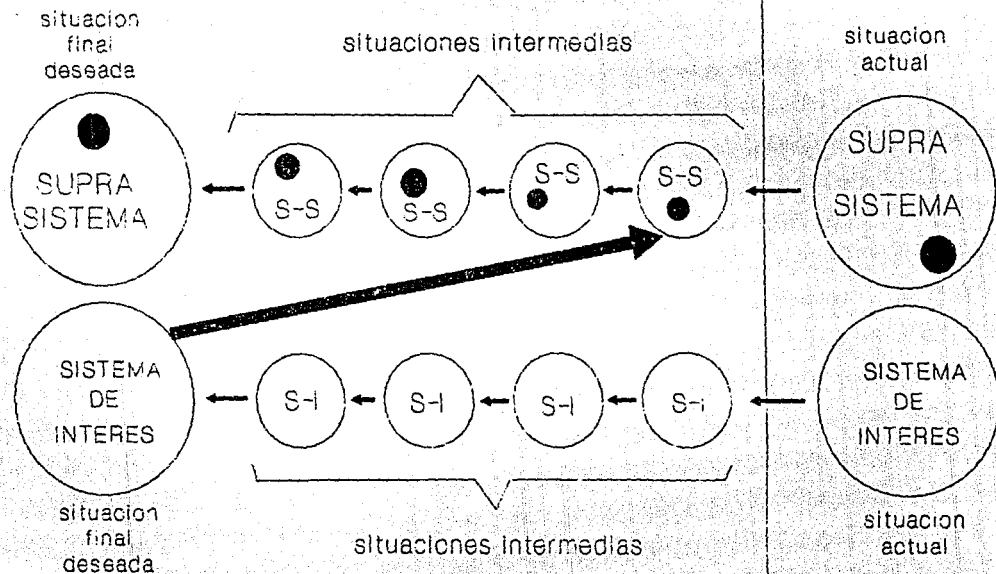 situacion
final
deseada
situaciones intermedias
situacion
actual
SUPRA
SISTEMA
S-S
S-S
S-S
S-S
SUPRA
SISTEMA
SISTEMA
DE
INTERES
S-I
S-I
S-I
S-i
SISTEMA
DE
INTERES
situacion
final
deseada
situaciones intermedias
situacion
actual